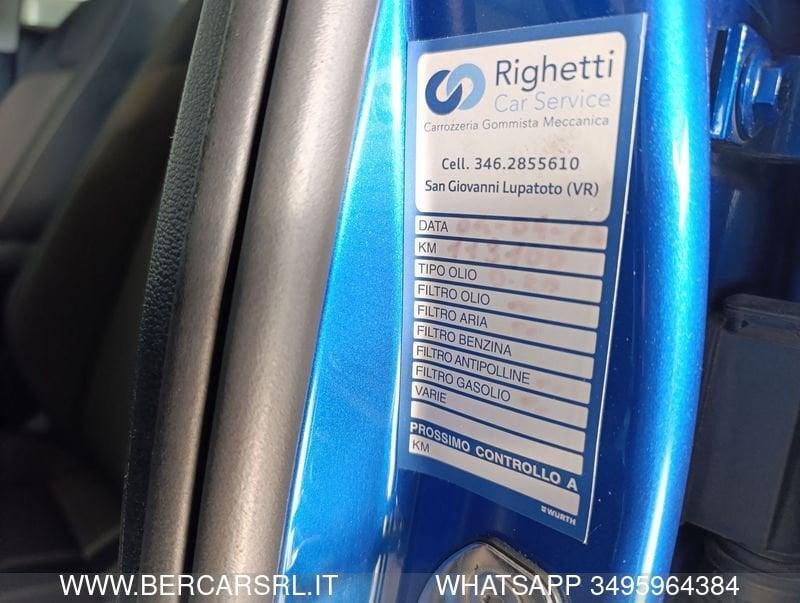 Righetti
Car Service
Carrozzeria Gommista Meccanica
Cell. 346.2855610
San Giovanni Lupatoto (VR)
DATA
KM
TIPO OLIO
FILTRO OLIO
FILTRO ARIA
FILTRO BENZINA
FILTRO ANTIPOLLINE
FILTRO GASOLIO
VARIE
PROSSIMO CONTROLLO A
KM
WÜRTH
WWW.BERCARSRL.IT WHATSAPP 3495964384